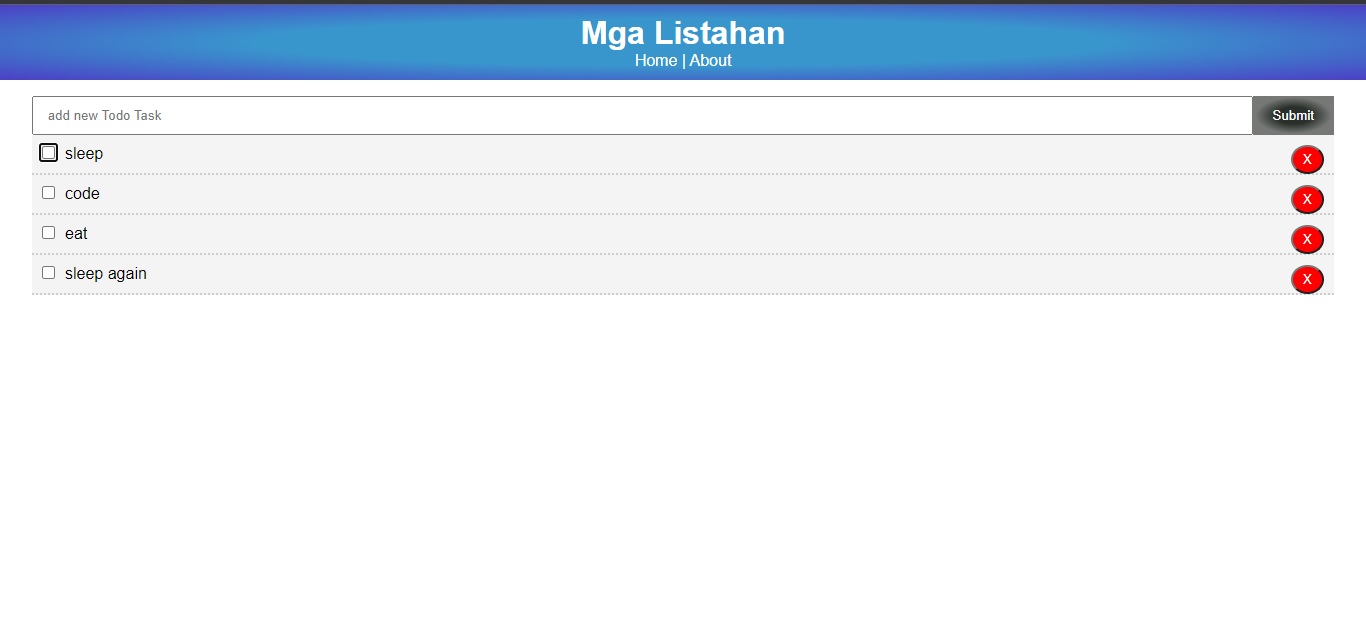 Mga Listahan
Home | About
add new Todo Task Submit
sleep X
code X
eat X
sleep again X